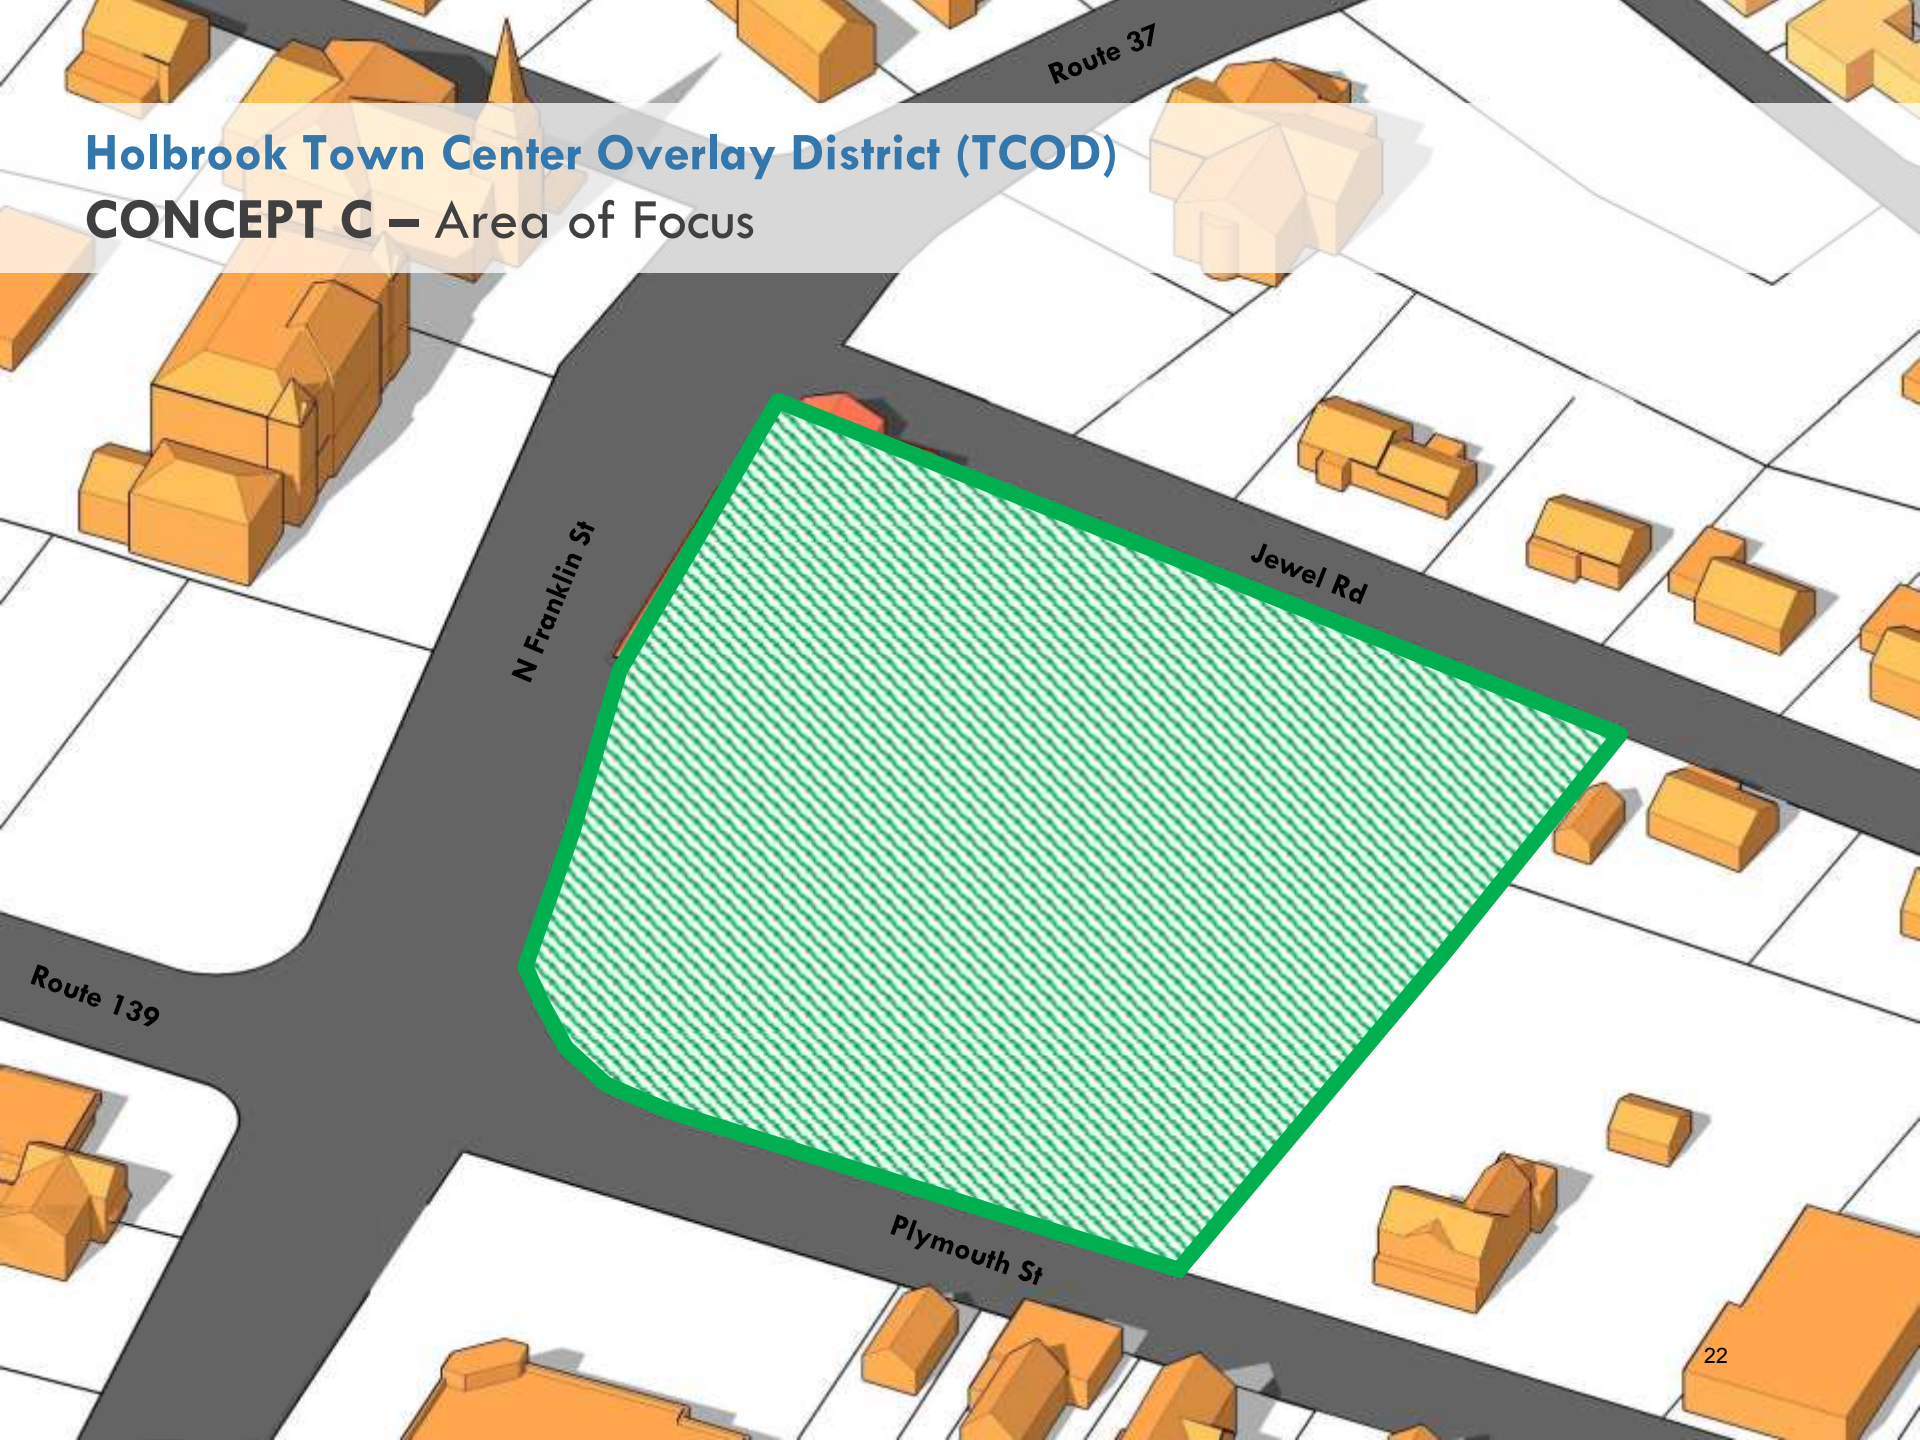 Route 37
Holbrook Town Center Overlay District (TCOD)
CONCEPT C – Area of Focus
N Franklin St
Jewel Rd
Route 139
Plymouth St
22